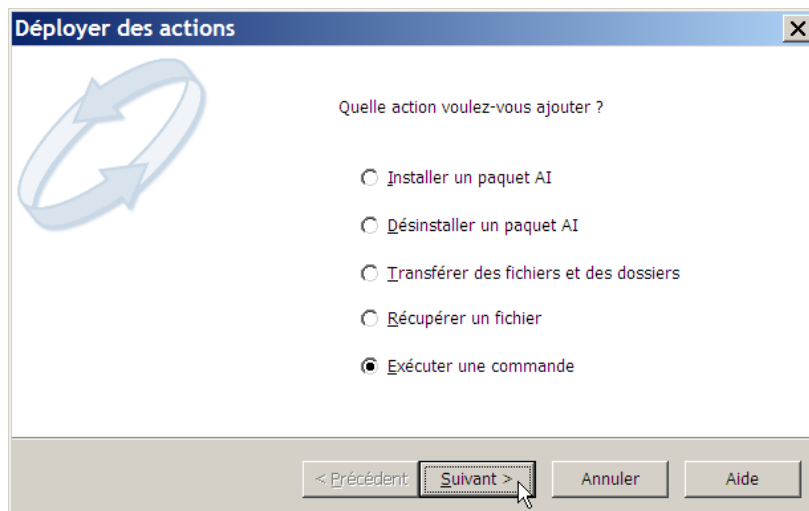 Déployer des actions
Quelle action voulez-vous ajouter ?
Installer un paquet AI
Désinstaller un paquet AI
Transférer des fichiers et des dossiers
Récupérer un fichier
Exécuter une commande
< Précédent Suivant > Annuler Aide